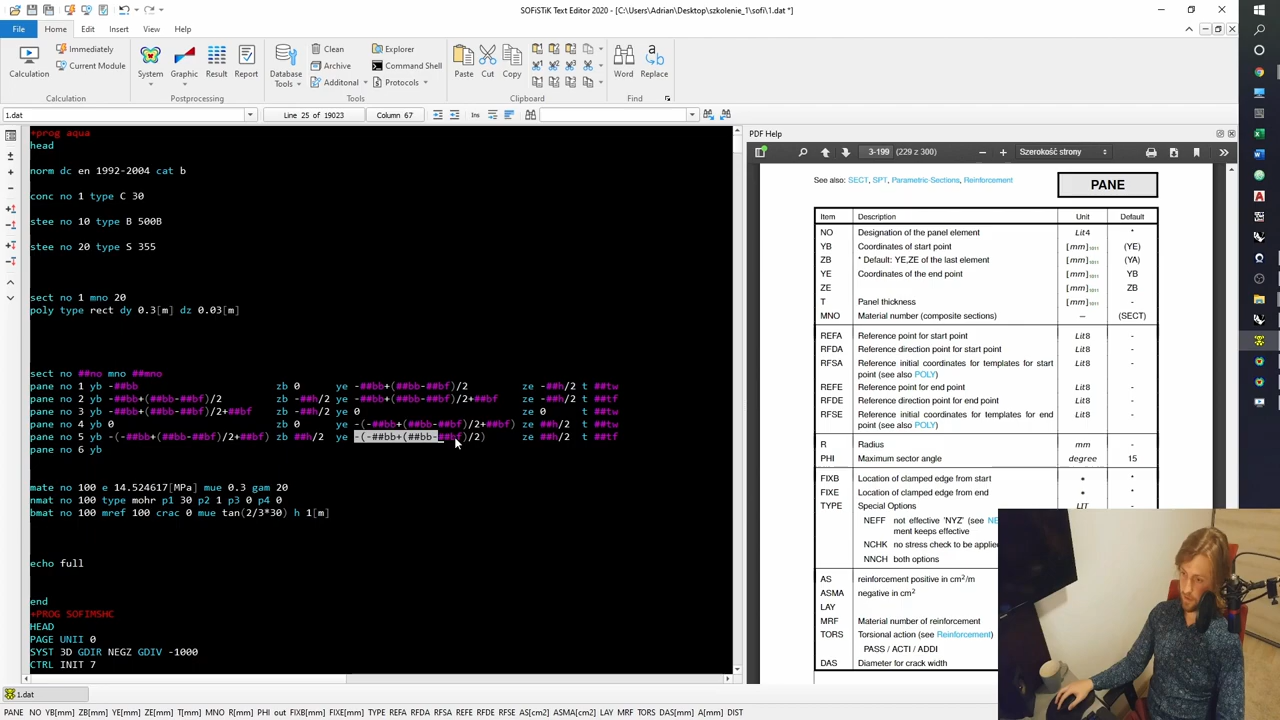 SOFiSTiK Text Editor 2020 - [C:\Users\Adrian\Desktop\szkolenie_1\sofi\1.dat *]
File Home Edit Insert View Help
Calculation
Immediately
Current Module
Calculation
System
Graphic
Result
Report
Postprocessing
Database Tools
Clean
Archive
Additonal
Explorer
Command Shell
Protocols
Tools
Paste
Cut
Copy
Clipboard
Word
Replace
Find
1.dat
Line 25 of 19023
Column 67
Ins
PDF Help
3-199 (229 of 300)
Szerokość strony
+prog aqua
head
norm dc en 1992-2004 cat b
conc no 1 type C 30
stee no 10 type B 500B
stee no 20 type S 355
sect no 1 mno 20
poly type rect dy 0.3[m] dz 0.03[m]
sect no ##no mno ##mno
pane no 1 yb -##bb zb 0 ye -##bb+(##bb-##bf)/2 ze -##h/2 t ##tw
pane no 2 yb -##bb+(##bb-##bf)/2 zb -##h/2 ye -##bb+(##bb-##bf)/2+##bf ze -##h/2 t ##tf
pane no 3 yb -##bb+(##bb-##bf)/2+##bf zb -##h/2 ye 0 ze 0 t ##tw
pane no 4 yb 0 zb 0 ye -(-##bb+(##bb-##bf)/2+##bf) ze ##h/2 t ##tw
pane no 5 yb -(-##bb+(##bb-##bf)/2+##bf) zb ##h/2 ye -(-##bb+(##bb-##bf)/2) ze ##h/2 t ##tf
pane no 6 yb
mate no 100 e 14.524617[MPa] mue 0.3 gam 20
nmat no 100 type mohr p1 30 p2 1 p3 0 p4 0
bmat no 100 mref 100 crac 0 mue tan(2/3*30) h 1[m]
echo full
end
+PROG SOFIMSHC
HEAD
PAGE UNII 0
SYST 3D GDIR NEGZ GDIV -1000
CTRL INIT 7
See also: SECT, SPT, Parametric-Sections, Reinforcement
PANE
Item Description Unit Default
NO Designation of the panel element Lit4 *
YB Coordinates of start point [mm]1011 (YE)
ZB * Default: YE,ZE of the last element [mm]1011 (YA)
YE Coordinates of the end point [mm]1011 YB
ZE [mm]1011 ZB
T Panel thickness [mm]1011 -
MNO Material number (composite sections) – (SECT)
REFA Reference point for start point Lit8 -
RFDA Reference direction point for start point Lit8 -
RFSA Reference initial coordinates for templates for start Lit8 -
point (see also POLY)
REFE Reference point for end point Lit8 -
RFDE Reference direction point for end point Lit8 -
RFSE Reference initial coordinates for templates for end Lit8 -
point (see also POLY)
R Radius mm -
PHI Maximum sector angle degree 15
FIXB Location of clamped edge from start * *
FIXE Location of clamped edge from end * *
TYPE Special Options LIT
NEFF not effective 'NYZ' (see
ment keeps effective
NCHK no stress check to be applie
NNCH both options
AS reinforcement positive in cm2/m
ASMA negative in cm2
LAY
MRF Material number of reinforcement
TORS Torsional action (see Reinforcement)
PASS / ACTI / ADDI
DAS Diameter for crack width
1.dat
PANE NO YB[mm] ZB[mm] YE[mm] ZE[mm] T[mm] MNO R[mm] PHI out FIXB[mm] FIXE[mm] TYPE REFA RFDA RFSA REFE RFDE RFSE AS[cm2] ASMA[cm2] LAY MRF TORS DAS[mm] A[mm] DIST